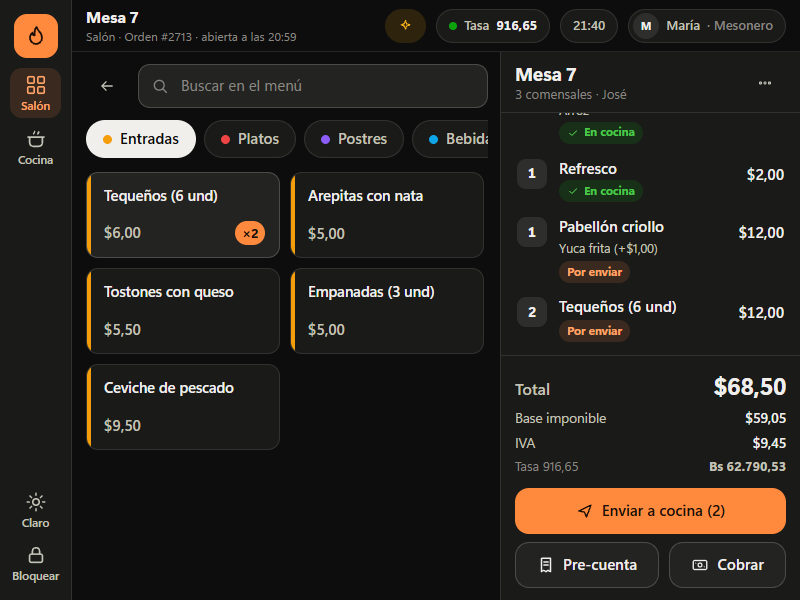 Mesa 7
Salón · Orden #2713 · abierta a las 20:59
Tasa 916,65
21:40
M María · Mesonero
Salón
Cocina
Claro
Bloquear
Buscar en el menú
Entradas
Platos
Postres
Bebida
Tequeños (6 und)
$6,00
×2
Arepitas con nata
$5,00
Tostones con queso
$5,50
Empanadas (3 und)
$5,00
Ceviche de pescado
$9,50
Mesa 7
3 comensales · José
Arroz
En cocina
1 Refresco $2,00
En cocina
1 Pabellón criollo $12,00
Yuca frita (+$1,00)
Por enviar
2 Tequeños (6 und) $12,00
Por enviar
Total $68,50
Base imponible $59,05
IVA $9,45
Tasa 916,65 Bs 62.790,53
Enviar a cocina (2)
Pre-cuenta
Cobrar